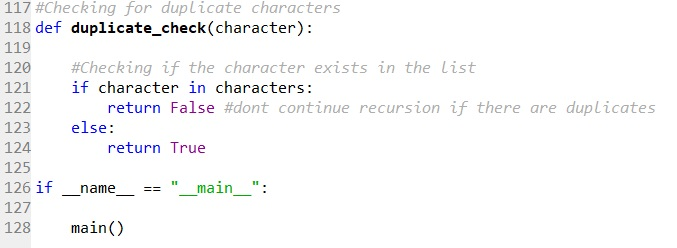 117 #Checking for duplicate characters
118 def duplicate_check(character):
119
120     #Checking if the character exists in the list
121     if character in characters:
122         return False #dont continue recursion if there are duplicates
123     else:
124         return True
125
126 if __name__ == "__main__":
127
128     main()